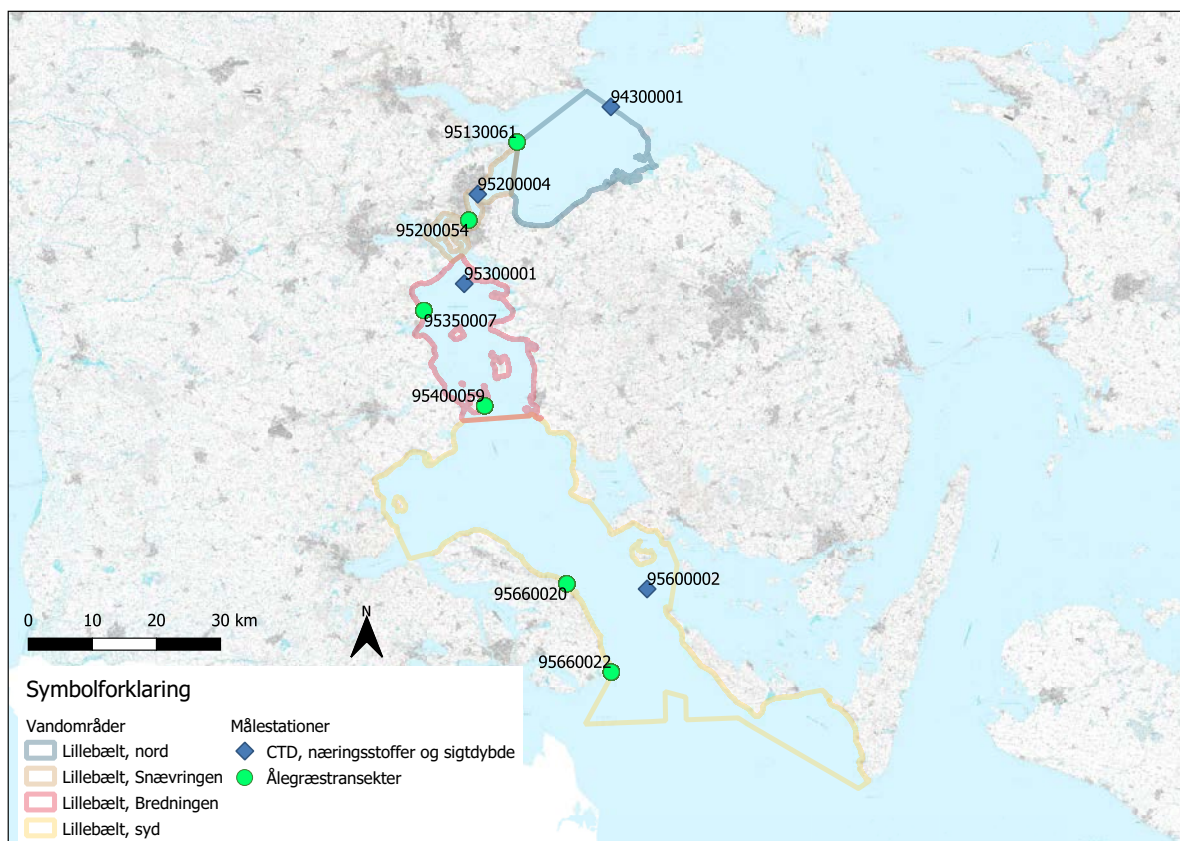 94300001
95130061
95200004
95200054
95300001
95350007
95400059
95660020
95600002
95660022
0 10 20 30 km
N
Symbolforklaring
Vandområder
Lillebælt, nord
Lillebælt, Snævringen
Lillebælt, Bredningen
Lillebælt, syd
Målestationer
CTD, næringsstoffer og sigtdybde
Ålegræstransekter